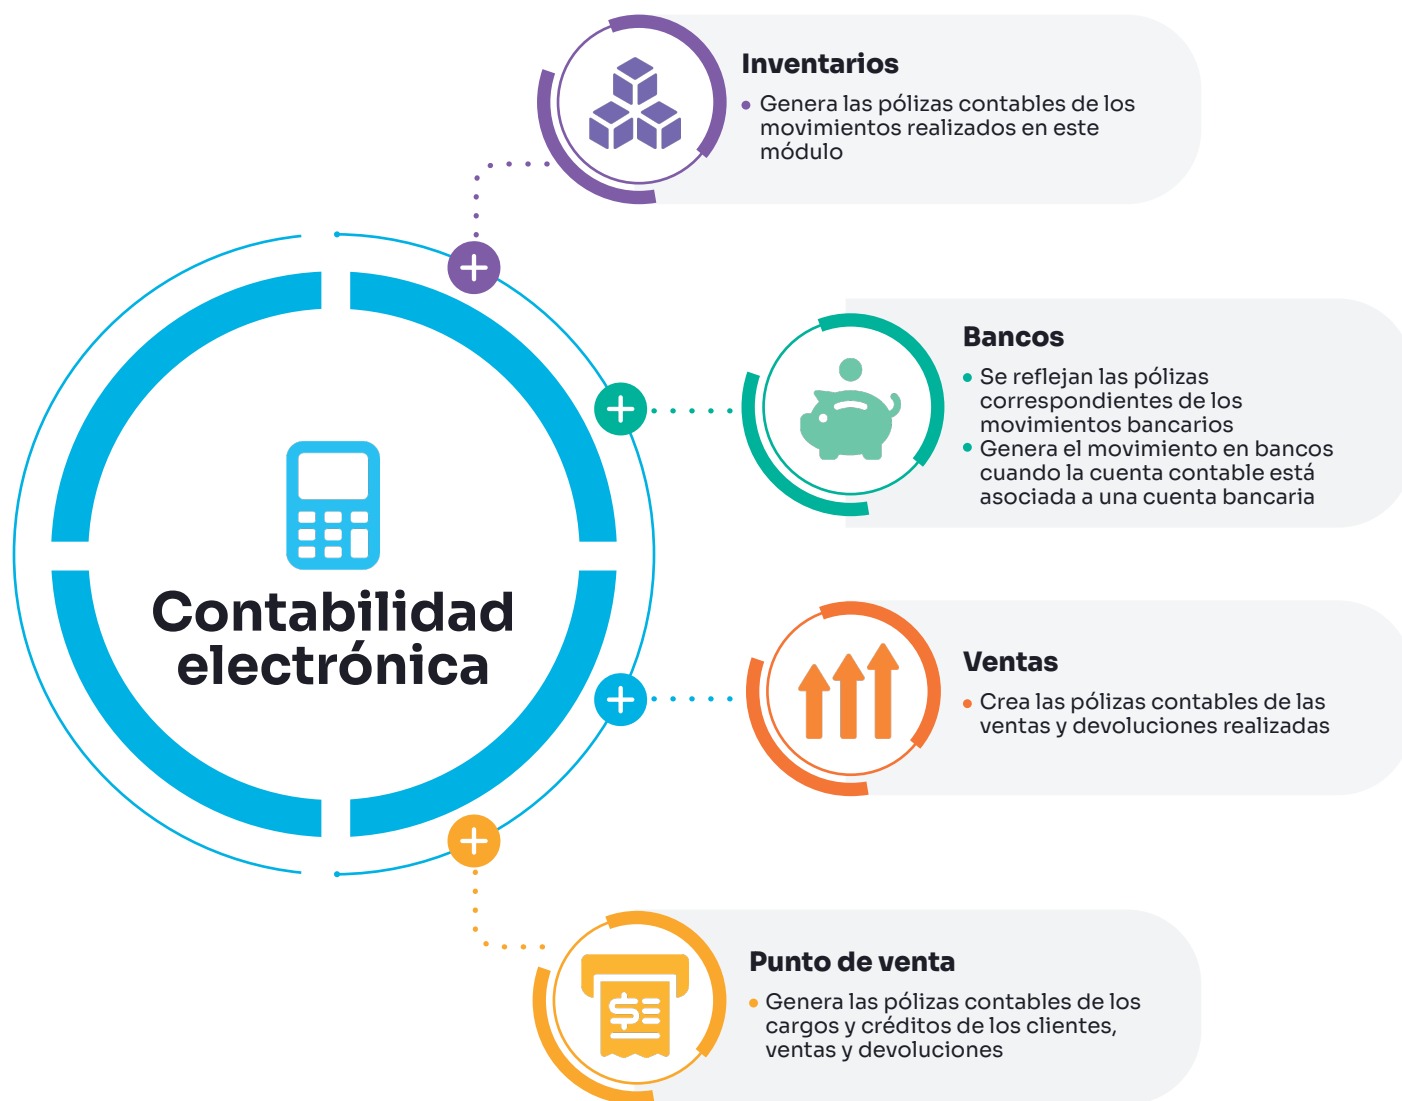 Inventarios
• Genera las pólizas contables de los
movimientos realizados en este
módulo
Bancos
• Se reflejan las pólizas
correspondientes de los
movimientos bancarios
• Genera el movimiento en bancos
cuando la cuenta contable está
asociada a una cuenta bancaria
Contabilidad
electrónica
Ventas
• Crea las pólizas contables de las
ventas y devoluciones realizadas
Punto de venta
• Genera las pólizas contables de los
cargos y créditos de los clientes,
ventas y devoluciones